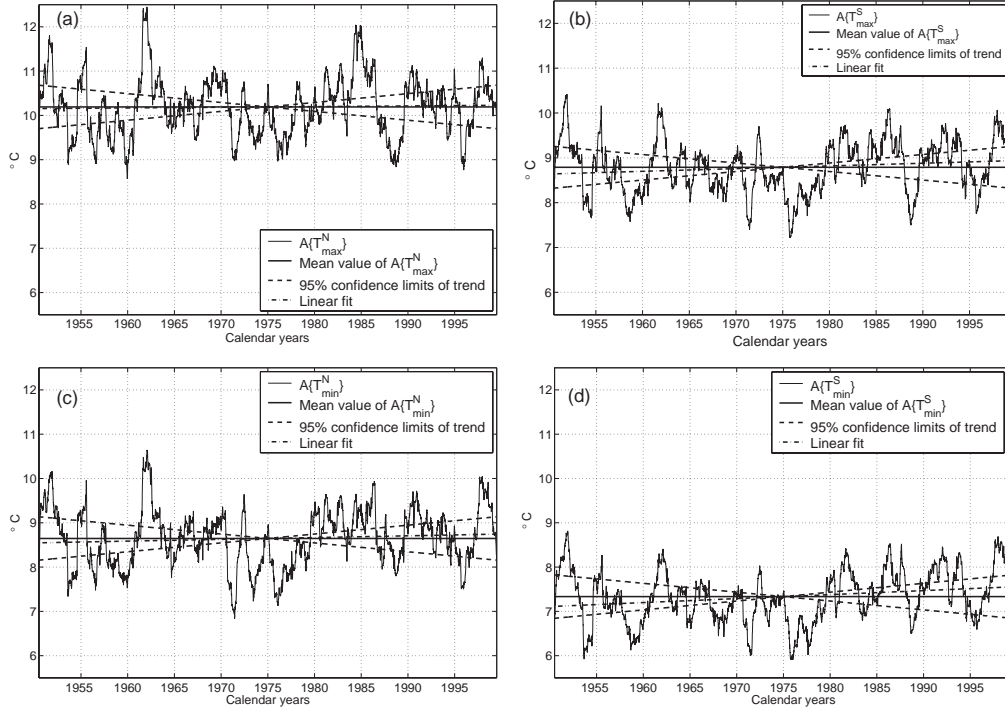 (a)
12
11
10
9
8
7
6
° C
A{T^N_max}
Mean value of A{T^N_max}
95% confidence limits of trend
Linear fit
1955 1960 1965 1970 1975 1980 1985 1990 1995
Calendar years
(b)
12
11
10
9
8
7
6
° C
A{T^S_max}
Mean value of A{T^S_max}
95% confidence limits of trend
Linear fit
1955 1960 1965 1970 1975 1980 1985 1990 1995
Calendar years
(c)
12
11
10
9
8
7
6
° C
A{T^N_min}
Mean value of A{T^N_min}
95% confidence limits of trend
Linear fit
1955 1960 1965 1970 1975 1980 1985 1990 1995
Calendar years
(d)
12
11
10
9
8
7
6
° C
A{T^S_min}
Mean value of A{T^S_min}
95% confidence limits of trend
Linear fit
1955 1960 1965 1970 1975 1980 1985 1990 1995
Calendar years